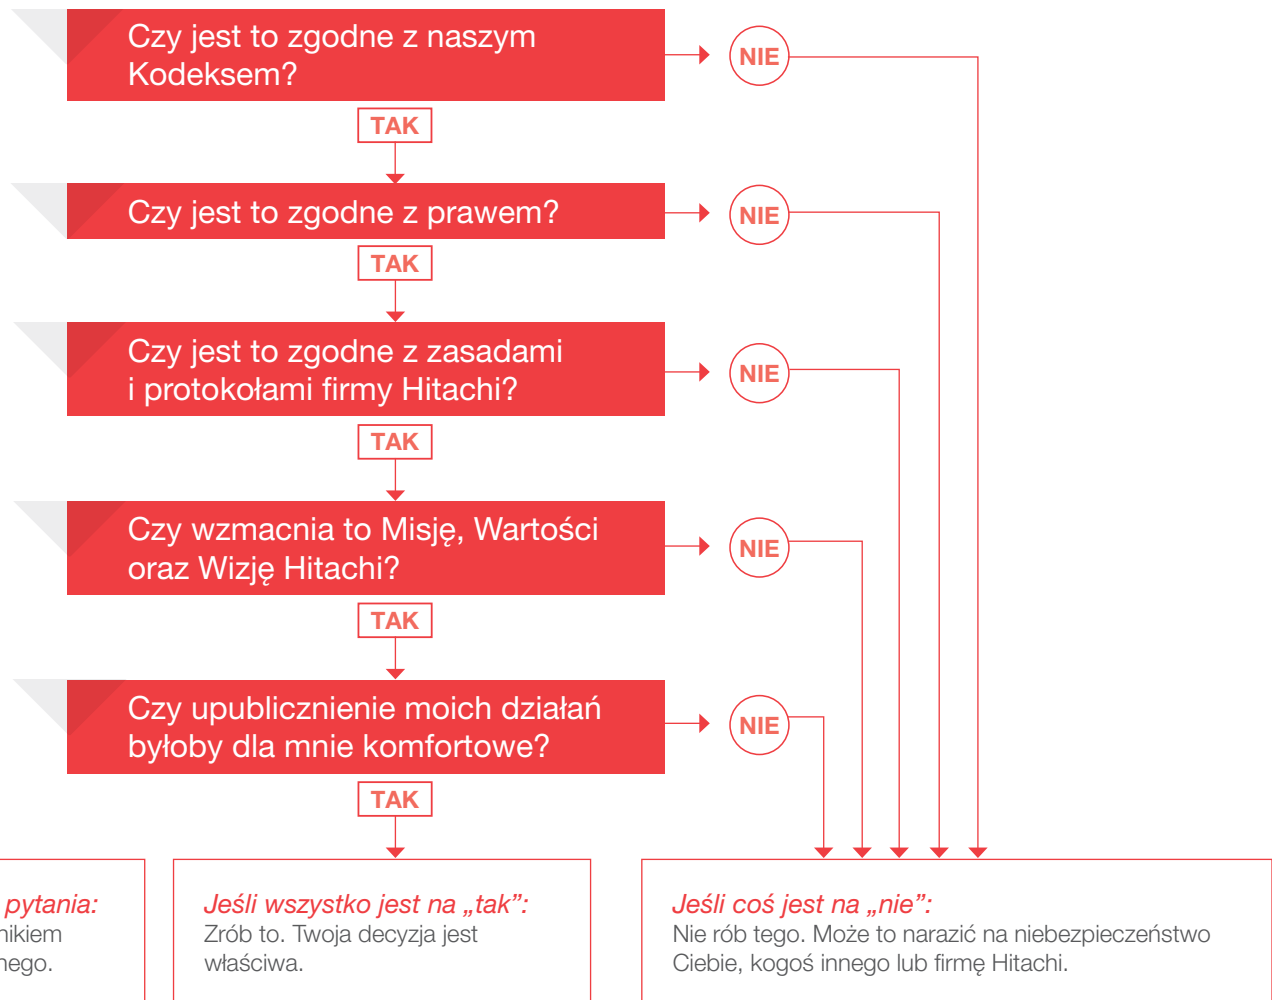 Czy jest to zgodne z naszym
Kodeksem?
NIE
TAK
Czy jest to zgodne z prawem?
NIE
TAK
Czy jest to zgodne z zasadami
i protokołami firmy Hitachi?
NIE
TAK
Czy wzmacnia to Misję, Wartości
oraz Wizję Hitachi?
NIE
TAK
Czy upublicznienie moich działań
byłoby dla mnie komfortowe?
NIE
TAK
pytania:
Jeśli wszystko jest na „tak”:
Zrób to. Twoja decyzja jest
właściwa.
Jeśli coś jest na „nie”:
Nie rób tego. Może to narazić na niebezpieczeństwo
Ciebie, kogoś innego lub firmę Hitachi.